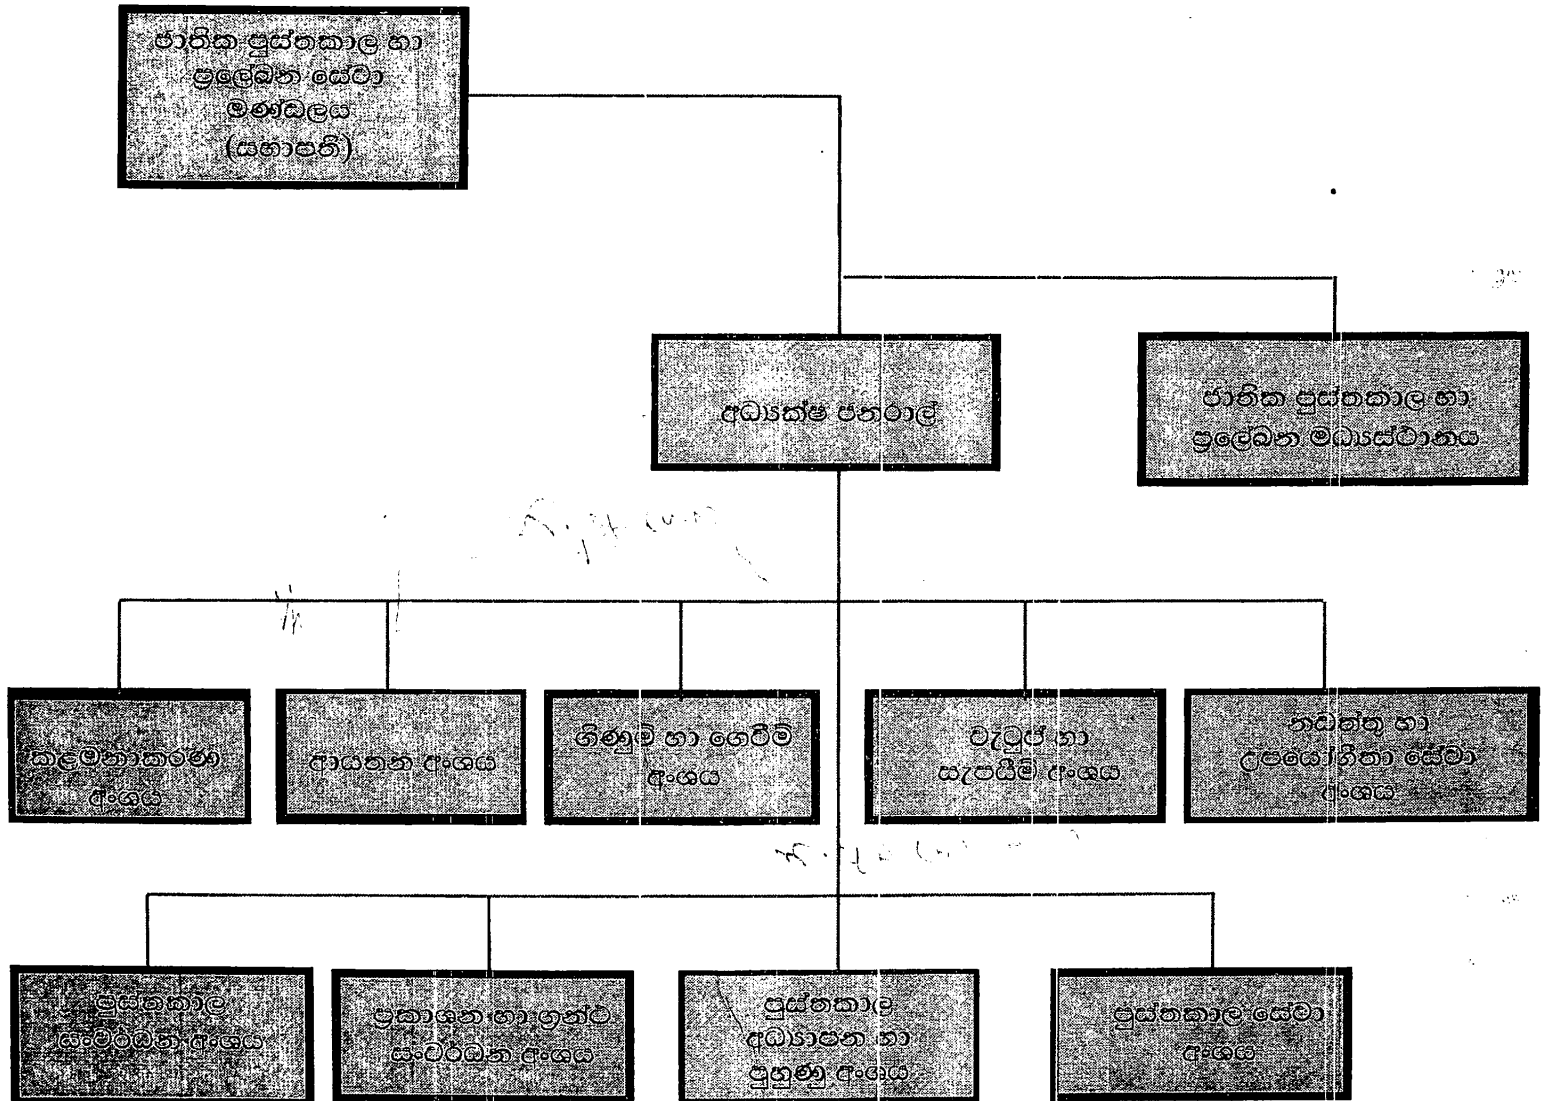 ජාතික පුස්තකාල හා
ප්‍රලේඛන සේවා
මණ්ඩලය
(සභාපති)
අධ්‍යක්ෂ ජනරාල්
ජාතික පුස්තකාල හා
ප්‍රලේඛන මධ්‍යස්ථානය
කළමනාකරණ
අංශය
ආයතන අංශය
ගිණුම් හා ගෙවීම්
අංශය
වැටුප් හා
සැපයීම් අංශය
නඩත්තු හා
උපයෝගීතා සේවා
අංශය
පුස්තකාල
සංවර්ධන අංශය
ප්‍රකාශන හා ග්‍රන්ථ
සංවර්ධන අංශය
පුස්තකාල
අධ්‍යාපන හා
පුහුණු අංශය
පුස්තකාල සේවා
අංශය